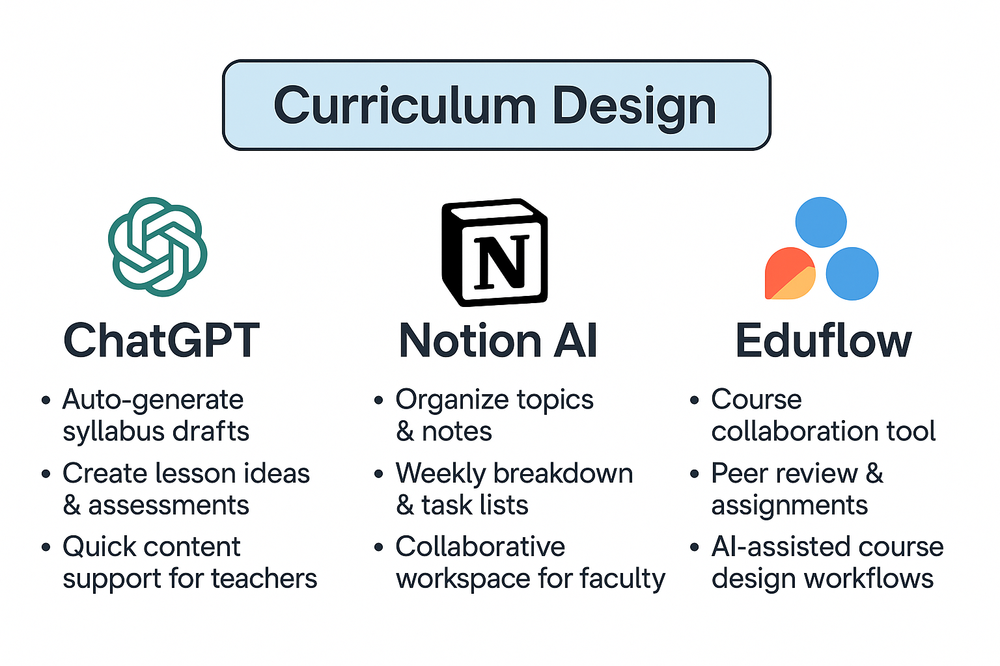 Curriculum Design
N
ChatGPT
• Auto-generate
syllabus drafts
• Create lesson ideas
& assessments
• Quick content
support for teachers
Notion AI
• Organize topics
& notes
• Weekly breakdown
& task lists
• Collaborative
workspace for faculty
Eduflow
• Course
collaboration tool
• Peer review &
assignments
• AI-assisted course
design workflows